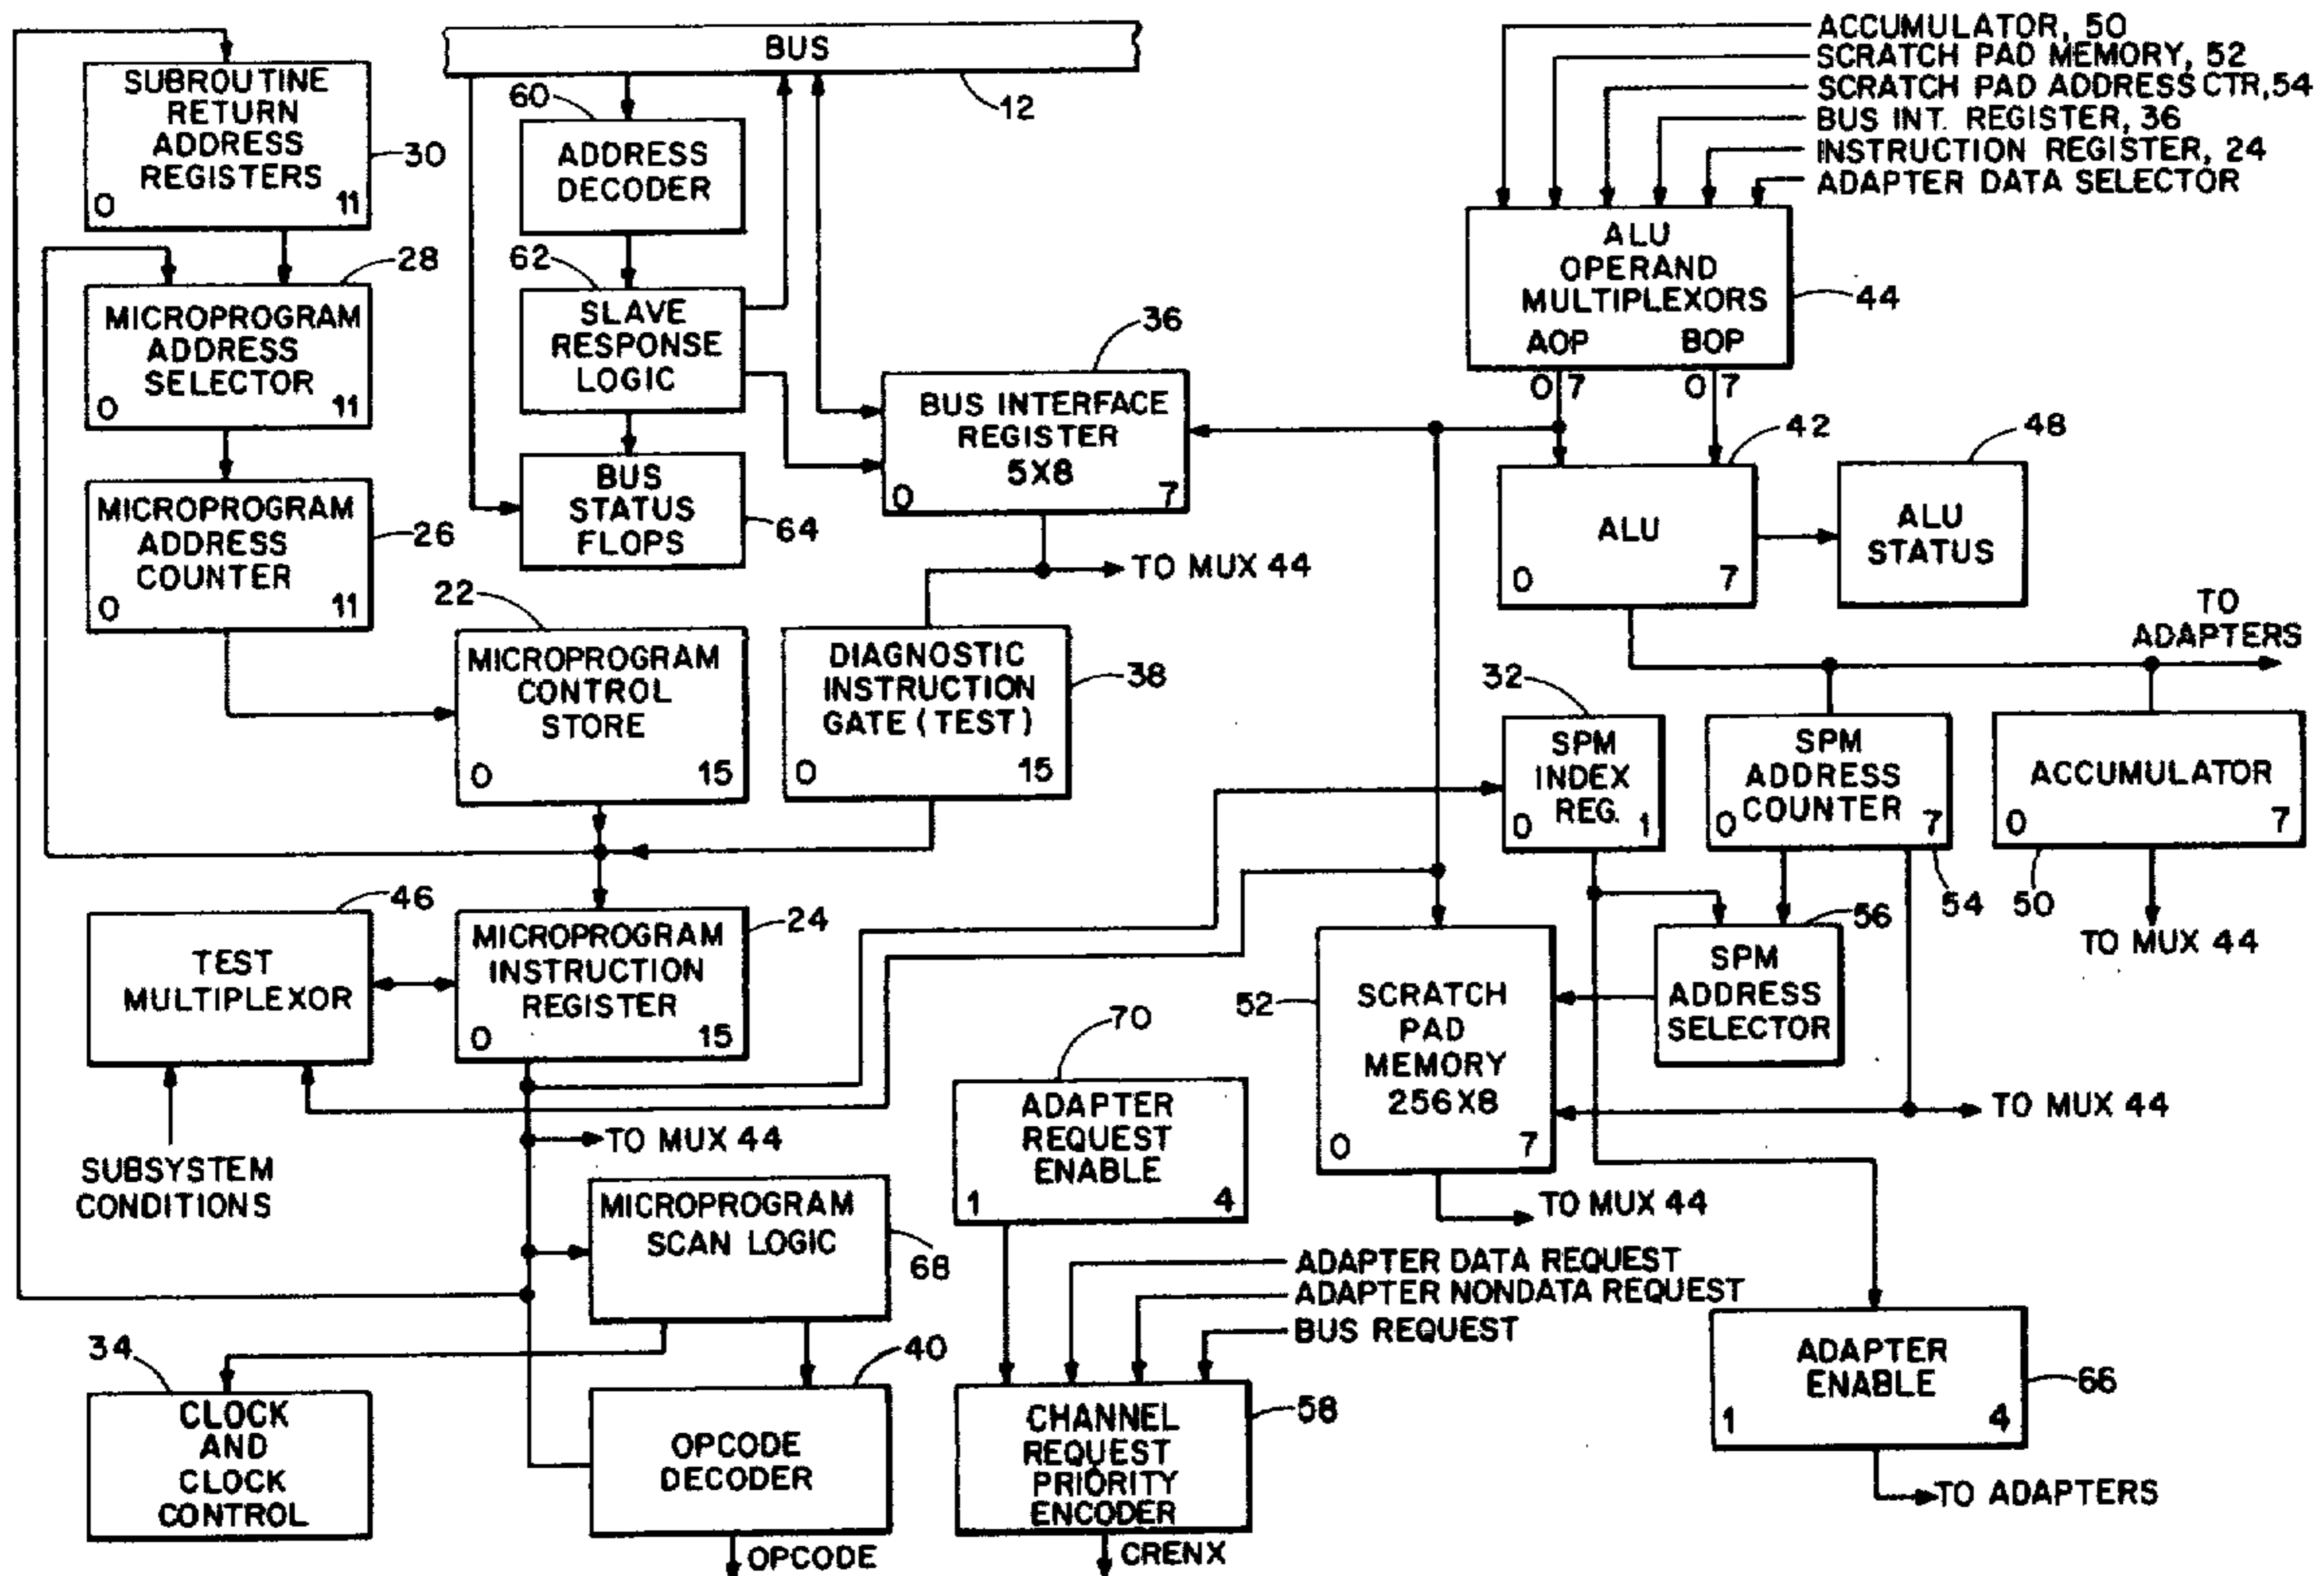 BUS
12
SUBROUTINE
RETURN
ADDRESS
REGISTERS
0 11
30
MICROPROGRAM
ADDRESS
SELECTOR
0 11
28
MICROPROGRAM
ADDRESS
COUNTER
0 11
26
60
ADDRESS
DECODER
62
SLAVE
RESPONSE
LOGIC
BUS
STATUS
FLOPS
64
36
BUS INTERFACE
REGISTER
5X8
0 7
TO MUX 44
ACCUMULATOR, 50
SCRATCH PAD MEMORY, 52
SCRATCH PAD ADDRESS CTR,54
BUS INT. REGISTER, 36
INSTRUCTION REGISTER, 24
ADAPTER DATA SELECTOR
ALU
OPERAND
MULTIPLEXORS
AOP BOP
44
0 7 0 7
42
ALU
0 7
48
ALU
STATUS
TO
ADAPTERS
22
MICROPROGRAM
CONTROL
STORE
0 15
DIAGNOSTIC
INSTRUCTION
GATE (TEST)
0 15
38
32
SPM
INDEX
REG.
0 1
SPM
ADDRESS
COUNTER
0 7
54
ACCUMULATOR
0 7
50
TO MUX 44
46
TEST
MULTIPLEXOR
SUBSYSTEM
CONDITIONS
MICROPROGRAM
INSTRUCTION
REGISTER
0 15
24
TO MUX 44
52
SCRATCH
PAD
MEMORY
256X8
0 7
TO MUX 44
56
SPM
ADDRESS
SELECTOR
TO MUX 44
70
ADAPTER
REQUEST
ENABLE
1 4
MICROPROGRAM
SCAN LOGIC
68
ADAPTER DATA REQUEST
ADAPTER NONDATA REQUEST
BUS REQUEST
34
CLOCK
AND
CLOCK
CONTROL
40
OPCODE
DECODER
OPCODE
CHANNEL
REQUEST
PRIORITY
ENCODER
58
CRENX
ADAPTER
ENABLE
1 4
66
TO ADAPTERS